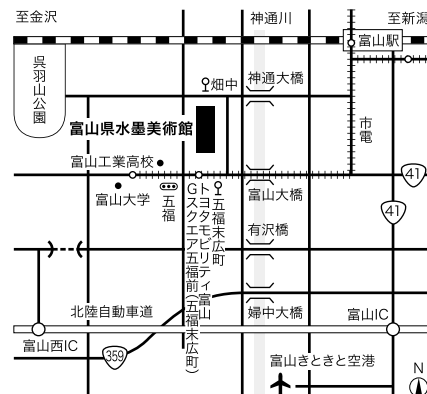 至金沢
神通川
至新潟
富山駅
呉羽山公園
畑中
神通大橋
富山県水墨美術館
市電
富山工業高校
41
富山大学
五福
トヨタモビリティ富山
Gスクエア五福前(五福末広町)
五福末広町
富山大橋
41
有沢橋
北陸自動車道
婦中大橋
富山IC
富山西IC
359
富山きときと空港
N